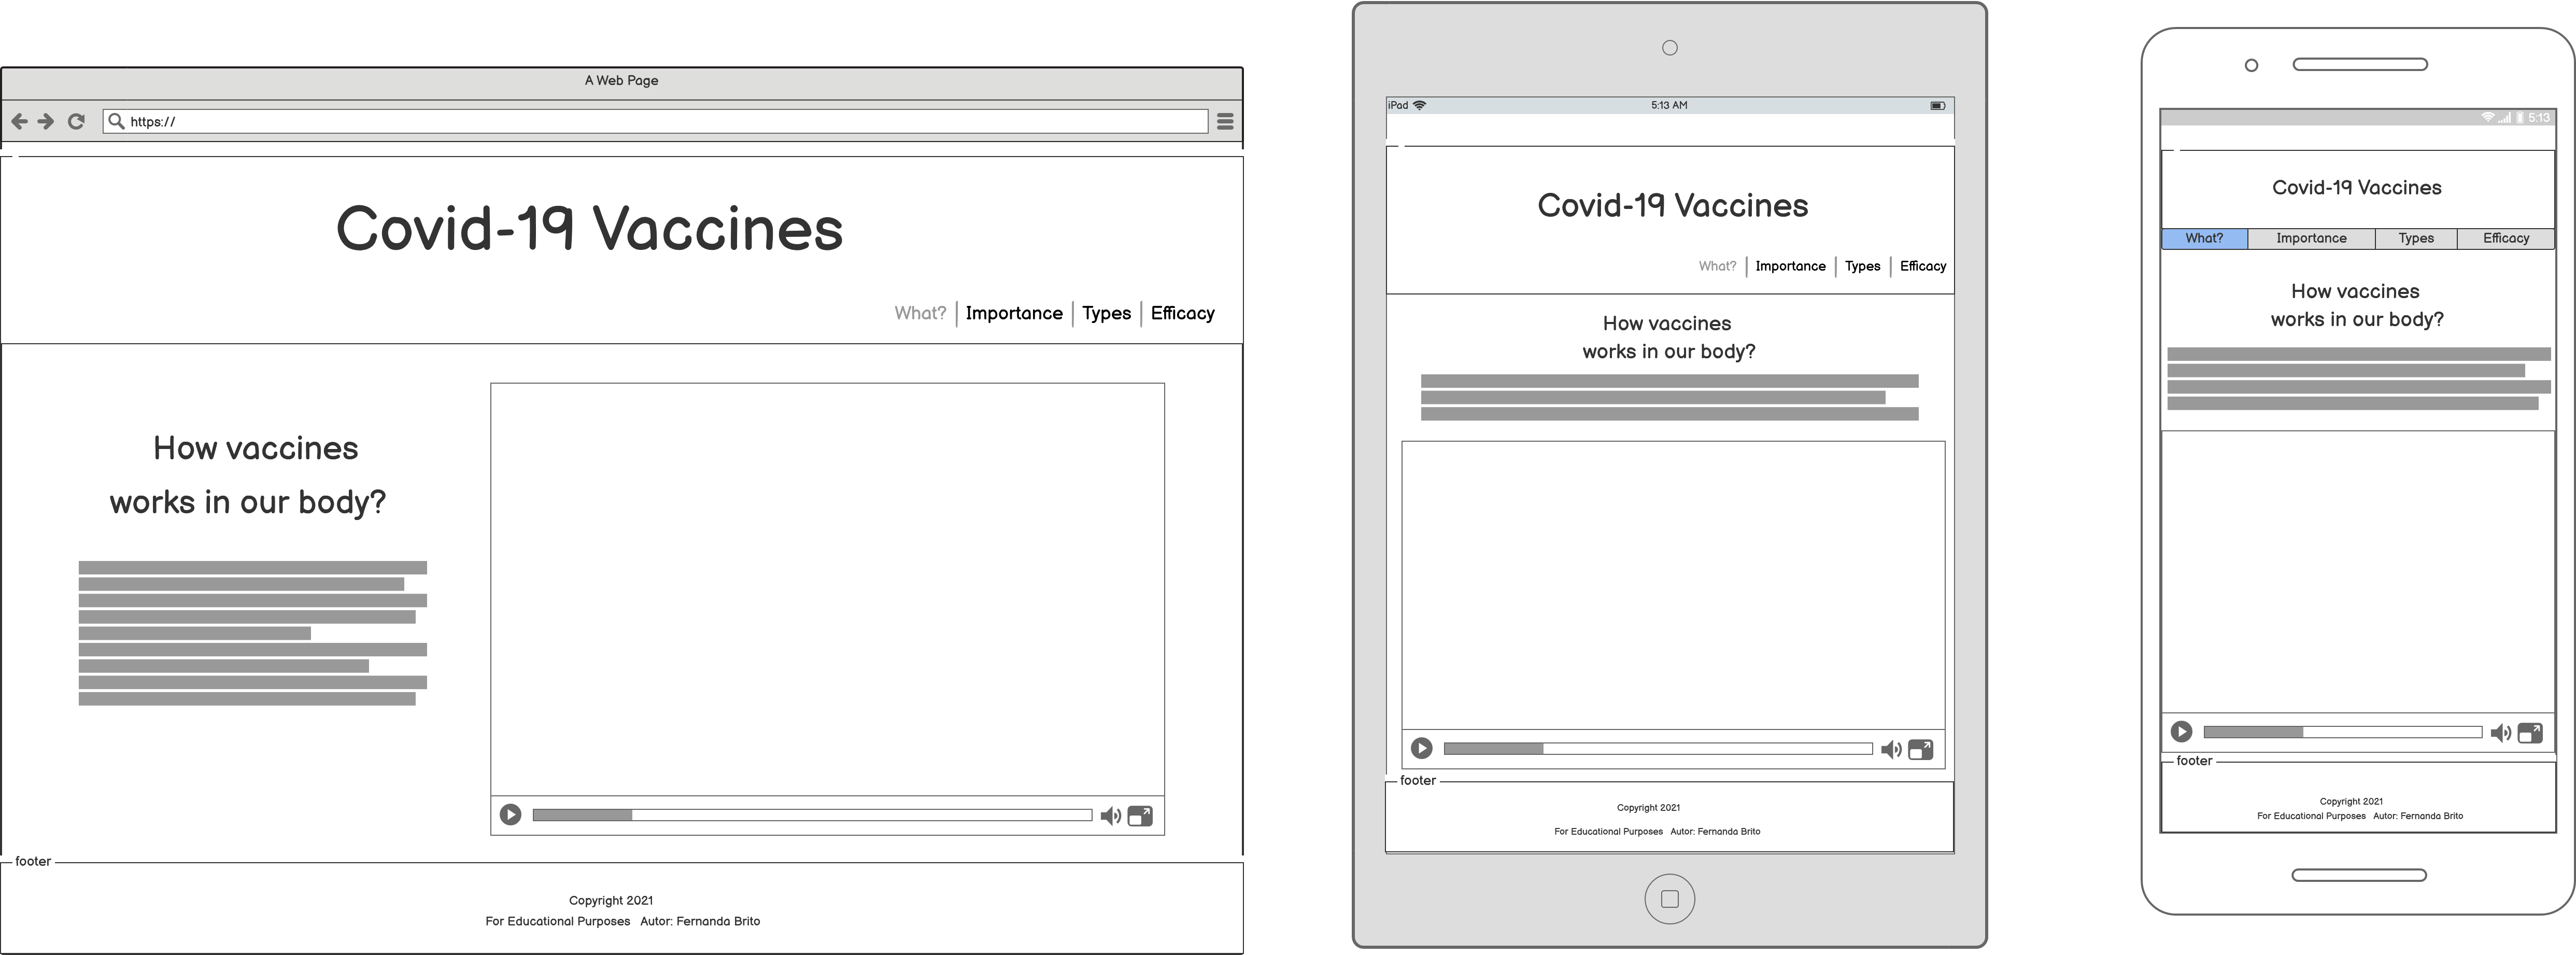 A Web Page
https://
Covid-19 Vaccines
What? Importance Types Efficacy
How vaccines
works in our body?
footer
Copyright 2021
For Educational Purposes Autor: Fernanda Brito
iPad 5:13 AM
Covid-19 Vaccines
What? Importance Types Efficacy
How vaccines
works in our body?
footer
Copyright 2021
For Educational Purposes Autor: Fernanda Brito
5:13
Covid-19 Vaccines
What? Importance Types Efficacy
How vaccines
works in our body?
footer
Copyright 2021
For Educational Purposes Autor: Fernanda Brito